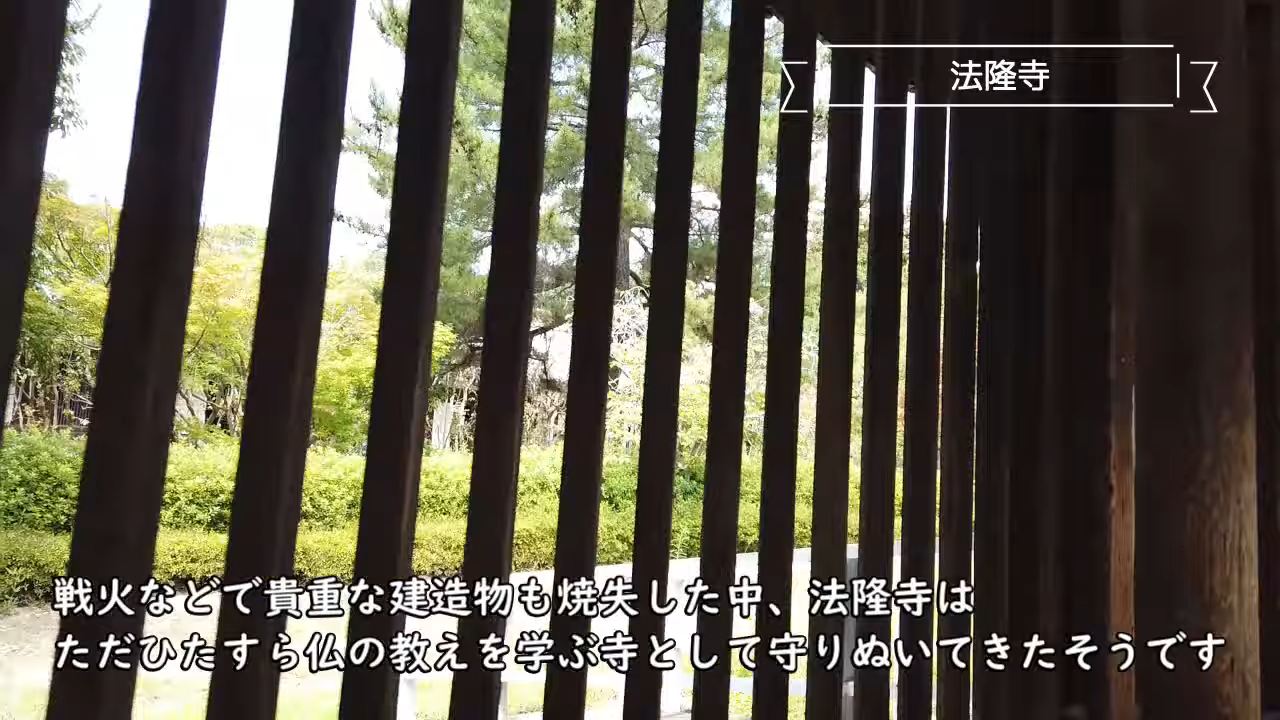 法隆寺
戦火などで貴重な建造物も焼失した中、法隆寺は
ただひたすら仏の教えを学ぶ寺として守りぬいてきたそうです